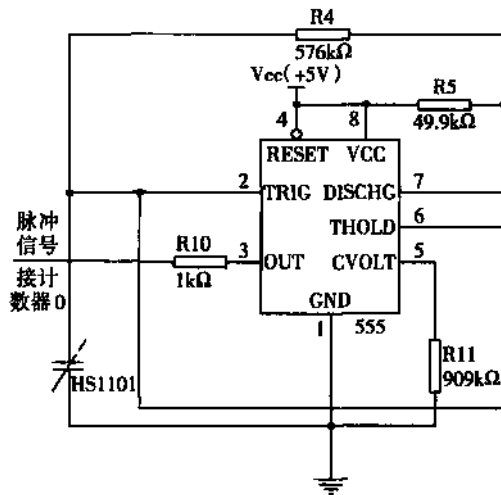 R4
576kΩ
Vcc(+5V)
R5
49.9kΩ
4
8
RESET
VCC
2
TRIG
DISCHG
7
THOLD
6
脉冲
信号
R10
1kΩ
3
OUT
CVOLT
5
接计
数器0
GND
1
555
HS1101
R11
909kΩ